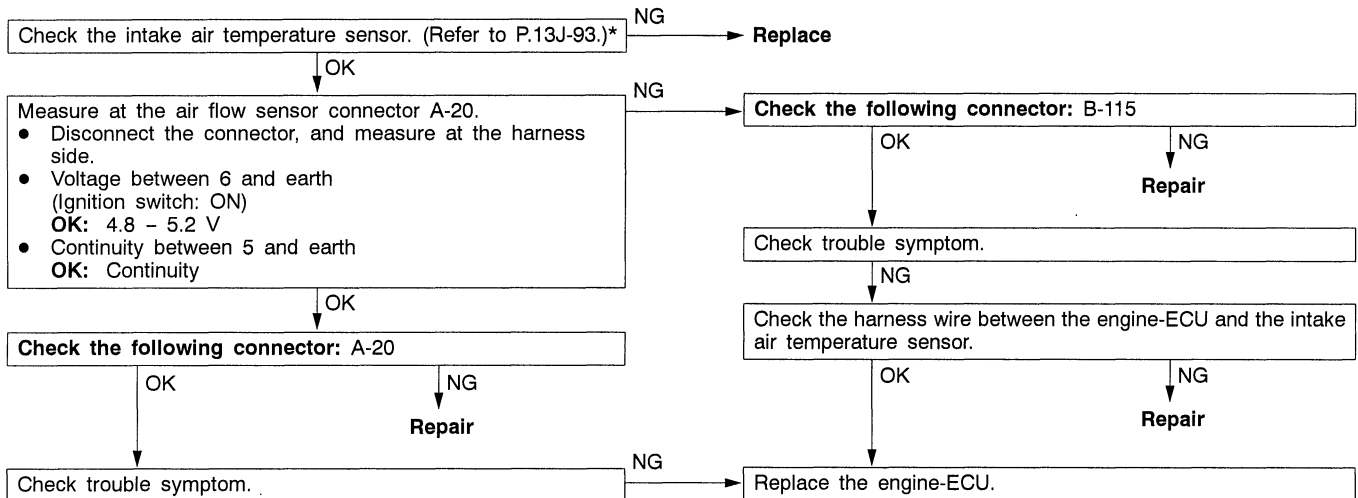 Check the intake air temperature sensor. (Refer to P.13J-93.)*
NG
Replace
OK
Measure at the air flow sensor connector A-20.
● Disconnect the connector, and measure at the harness
side.
● Voltage between 6 and earth
(Ignition switch: ON)
OK: 4.8 – 5.2 V
● Continuity between 5 and earth
OK: Continuity
NG
Check the following connector: B-115
OK
NG
Repair
Check trouble symptom.
NG
Check the harness wire between the engine-ECU and the intake
air temperature sensor.
OK
NG
Repair
OK
Check the following connector: A-20
OK
NG
Repair
Check trouble symptom.
NG
Replace the engine-ECU.